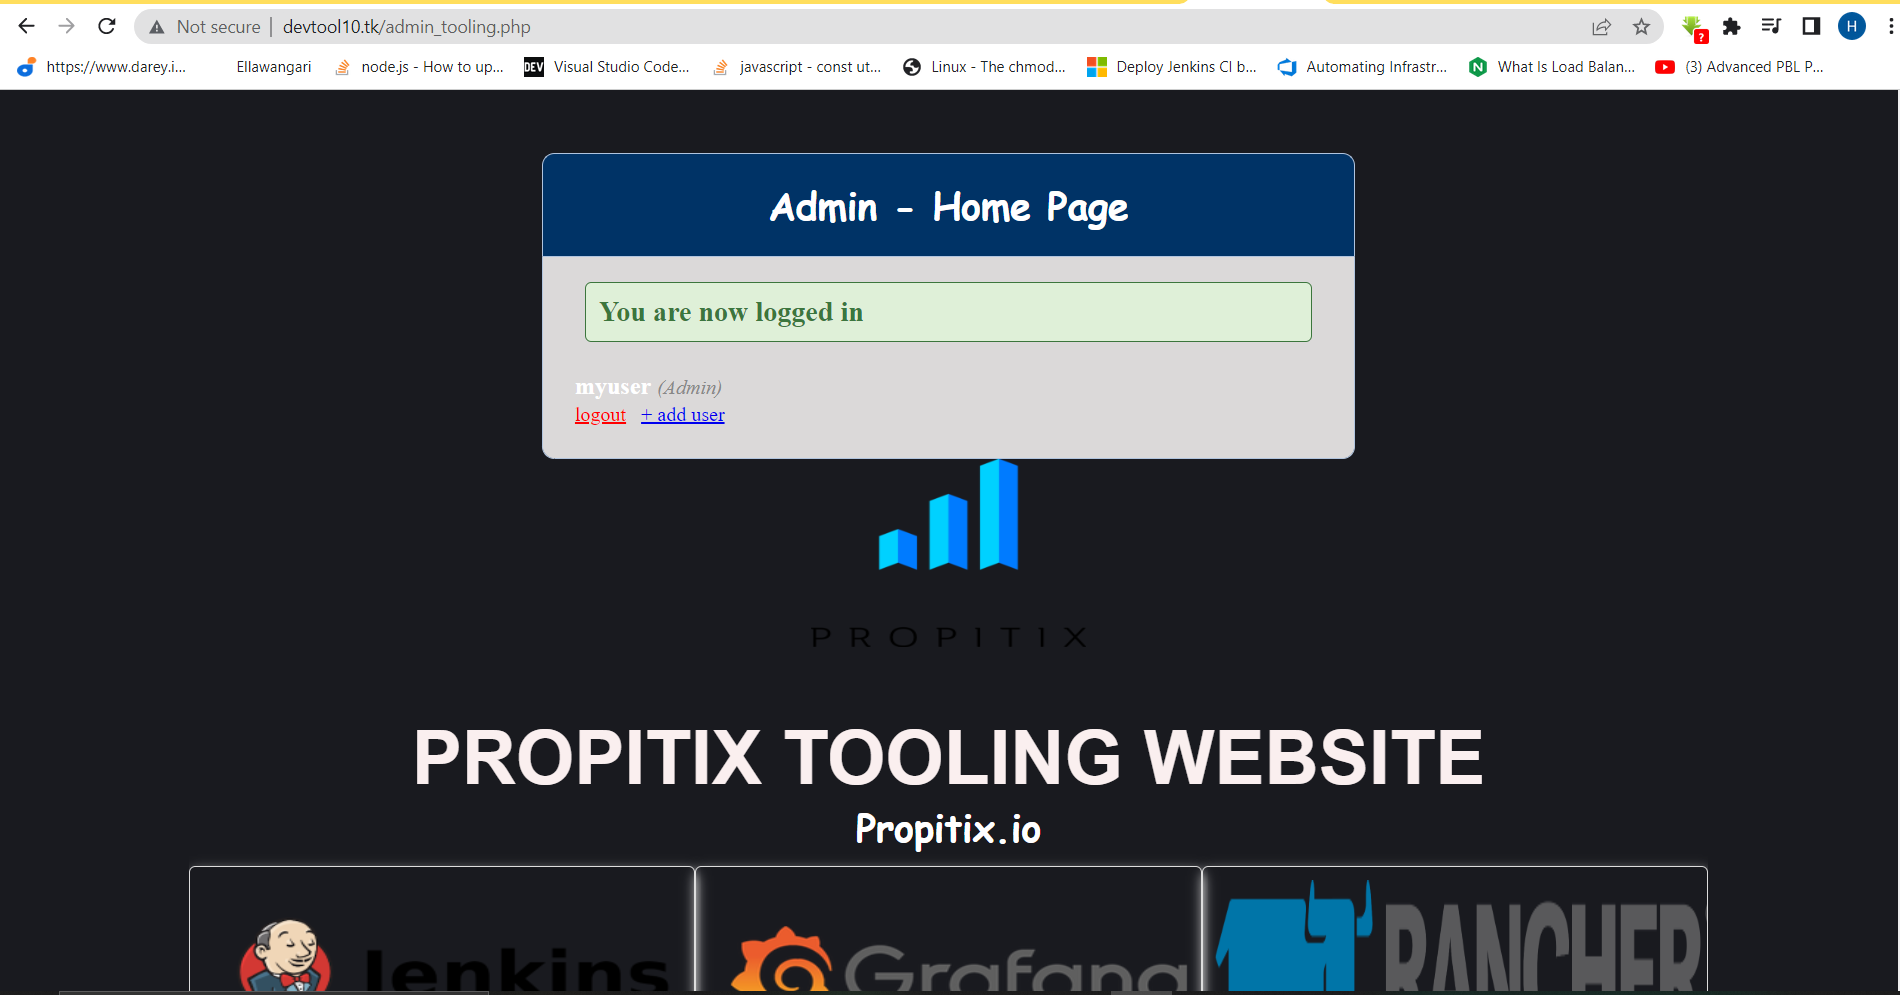 Not secure | devtool10.tk/admin_tooling.php
?
H
https://www.darey.i... Ellawangari node.js - How to up... DEV Visual Studio Code... javascript - const ut... Linux - The chmod... Deploy Jenkins CI b... Automating Infrastr... N What Is Load Balan... (3) Advanced PBL P...
Admin - Home Page
You are now logged in
myuser (Admin)
logout + add user
PROPITIX
PROPITIX TOOLING WEBSITE
Propitix.io
Jenkins Grafana RANCHER